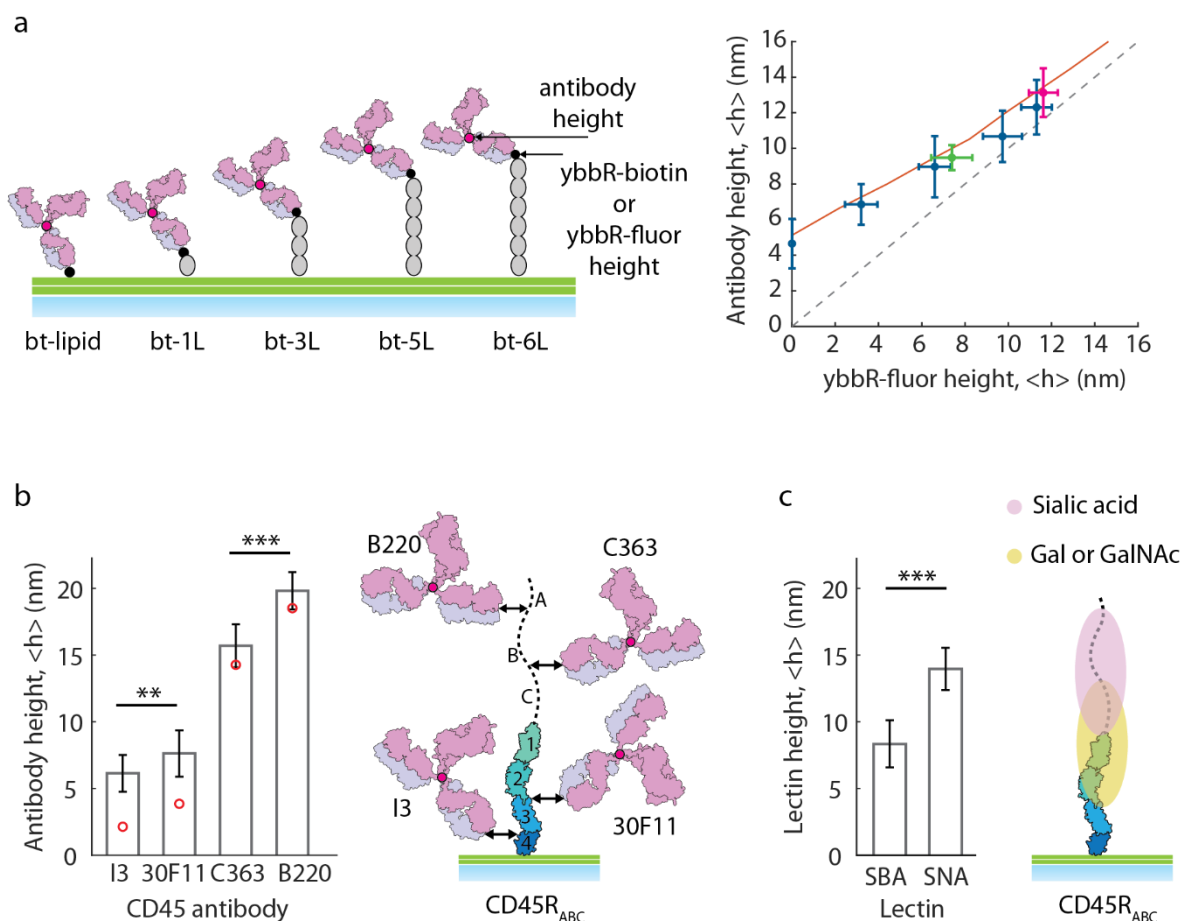 a
antibody
height
ybbR-biotin
or
ybbR-fluor
height
bt-lipid
bt-1L
bt-3L
bt-5L
bt-6L
Antibody height, <h> (nm)
16
14
12
10
8
6
4
2
0
0
2
4
6
8
10
12
14
16
ybbR-fluor height, <h> (nm)
b
Antibody height, <h> (nm)
20
15
10
5
0
**
***
I3
30F11
C363
B220
CD45 antibody
B220
C363
A
B
C
1
2
3
4
I3
30F11
CD45R_ABC
c
Sialic acid
Gal or GalNAc
Lectin height, <h> (nm)
20
15
10
5
0
***
SBA
SNA
Lectin
CD45R_ABC